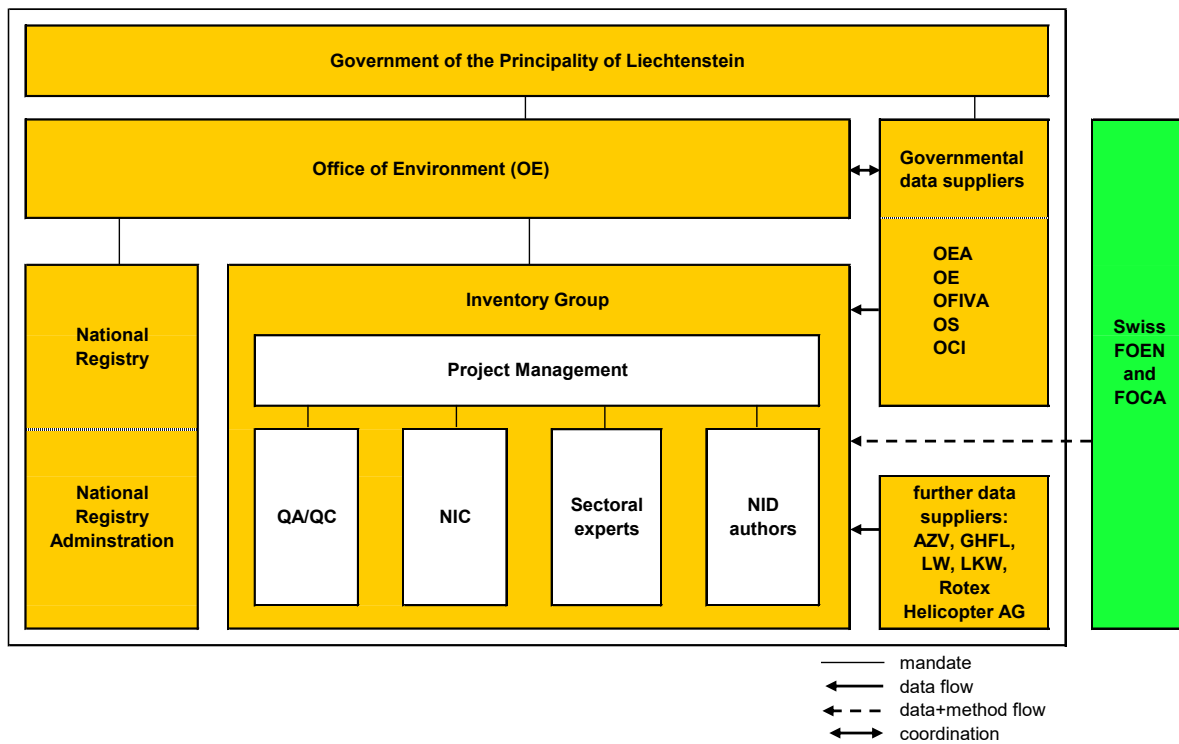 Government of the Principality of Liechtenstein
Office of Environment (OE)
Governmental
data suppliers
OEA
OE
OFIVA
OS
OCI
Swiss
FOEN
and
FOCA
National
Registry
National
Registry
Adminstration
Inventory Group
Project Management
QA/QC
NIC
Sectoral
experts
NID
authors
further data
suppliers:
AZV, GHFL,
LW, LKW,
Rotex
Helicopter AG
mandate
data flow
data+method flow
coordination